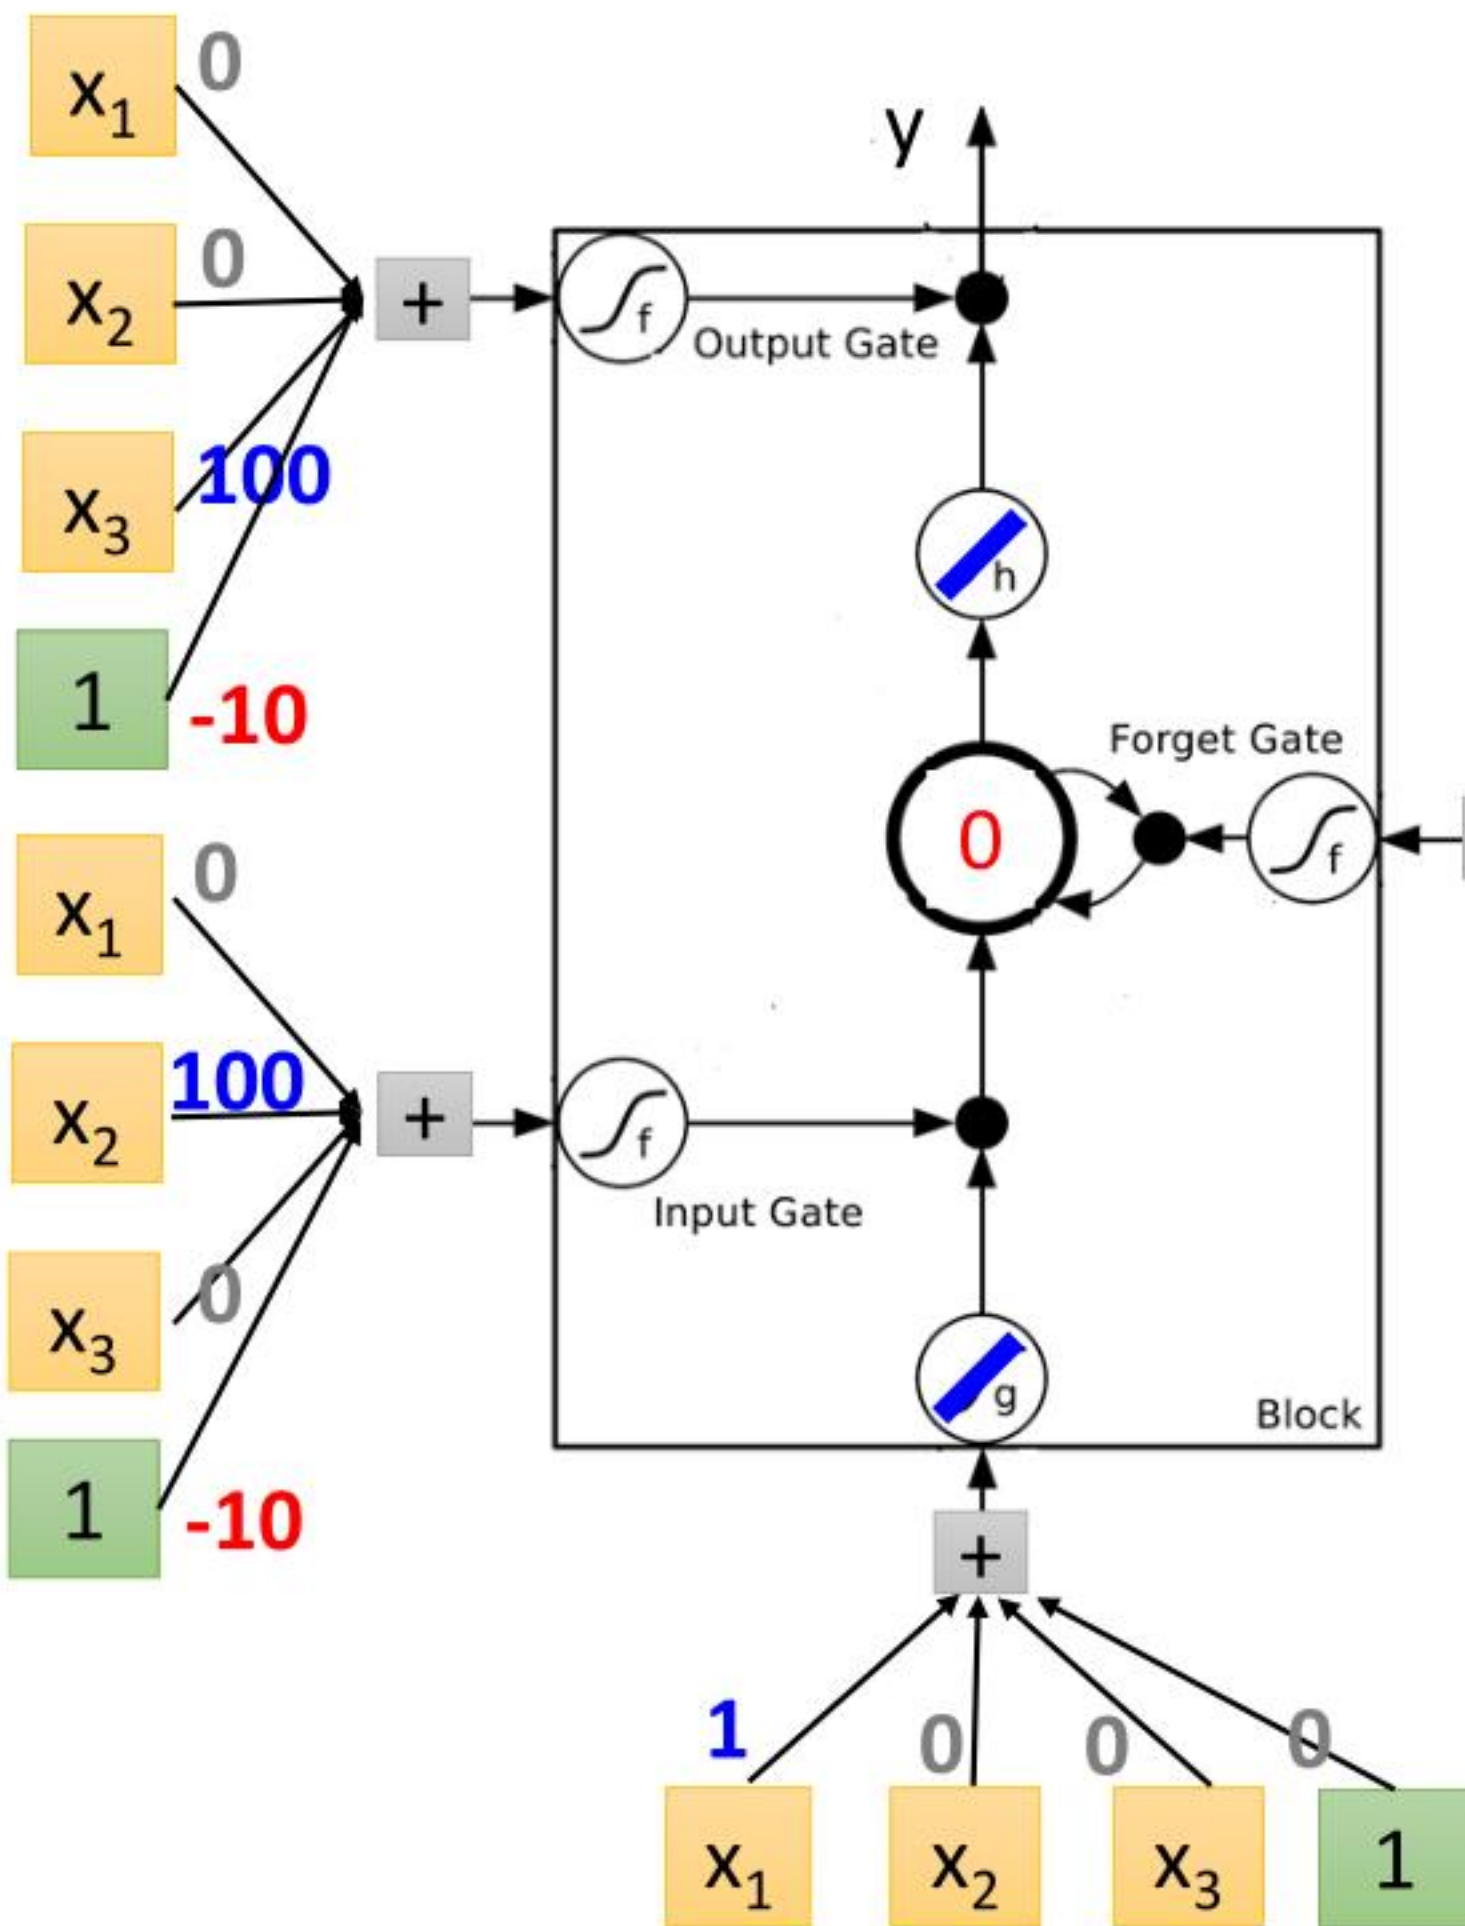 x₁ 0
y
x₂ 0
+
f
Output Gate
x₃ 100
h
1 -10
Forget Gate
0
f
x₁ 0
x₂ 100
+
f
Input Gate
x₃ 0
g
Block
1 -10
+
1 0 0 0
x₁ x₂ x₃ 1